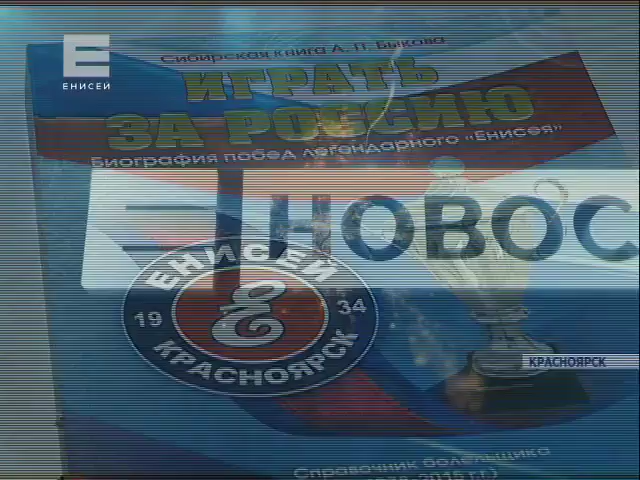 Е
ЕНИСЕЙ
Сибирская книга А. П. Быкова
ИГРАТЬ
ЗА РОССИЮ
Биография побед легендарного “Енисея”
НОВОС
ЕНИСЕЙ
19 34
КРАСНОЯРСК
КРАСНОЯРСК
Справочник болельщика
2015 г.г.)